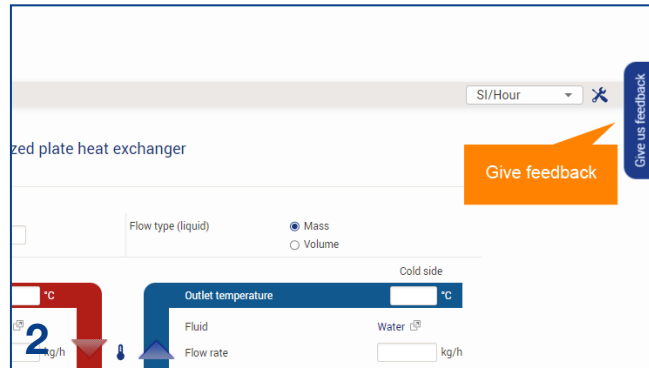 SI/Hour
Give us feedback
zed plate heat exchanger
Give feedback
Flow type (liquid)
Mass
Volume
Cold side
°C
Outlet temperature
°C
Fluid
Water
2
kg/h
Flow rate
kg/h